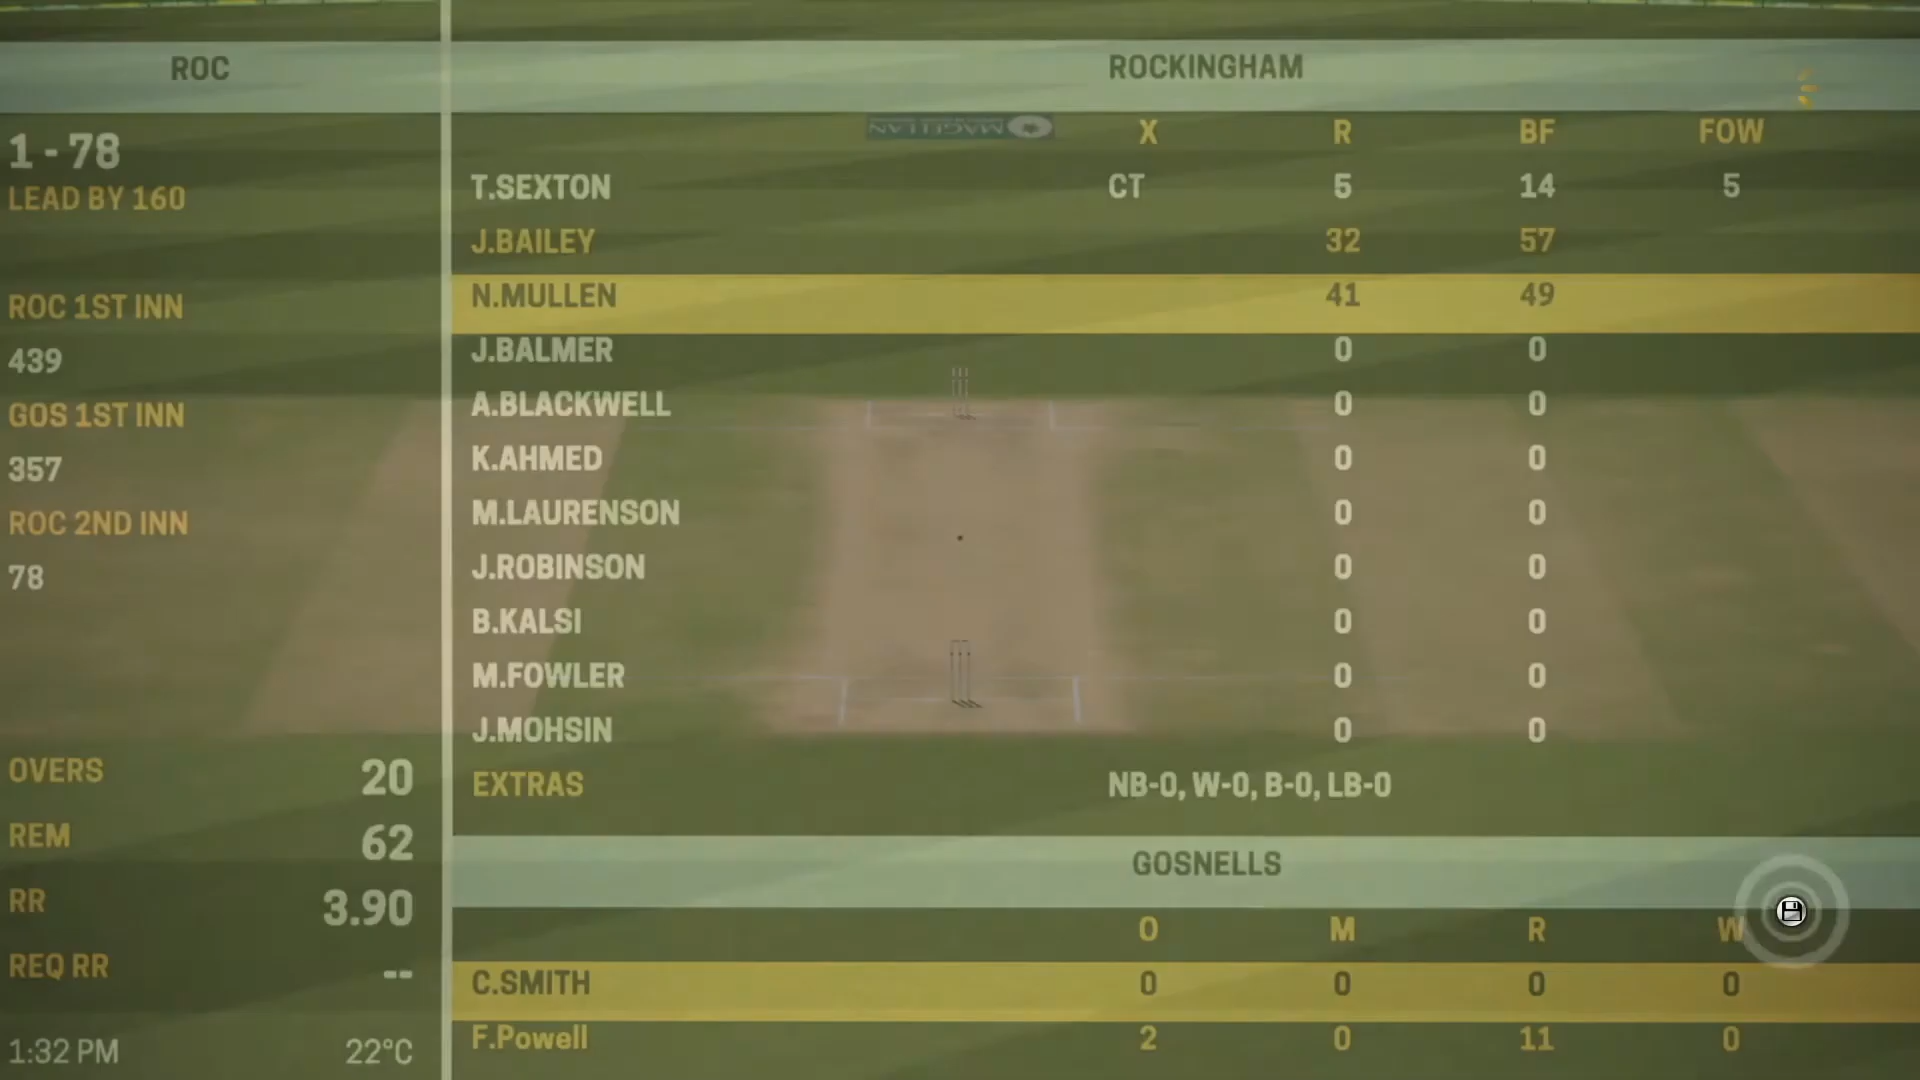 ROC
1 - 78
LEAD BY 160
ROC 1ST INN
439
GOS 1ST INN
357
ROC 2ND INN
78
OVERS 20
REM 62
RR 3.90
REQ RR --
1:32 PM 22°C
ROCKINGHAM
MAGELLAN
X R BF FOW
T.SEXTON CT 5 14 5
J.BAILEY 32 57
N.MULLEN 41 49
J.BALMER 0 0
A.BLACKWELL 0 0
K.AHMED 0 0
M.LAURENSON 0 0
J.ROBINSON 0 0
B.KALSI 0 0
M.FOWLER 0 0
J.MOHSIN 0 0
EXTRAS NB-0, W-0, B-0, LB-0
GOSNELLS
O M R W
C.SMITH 0 0 0 0
F.Powell 2 0 11 0